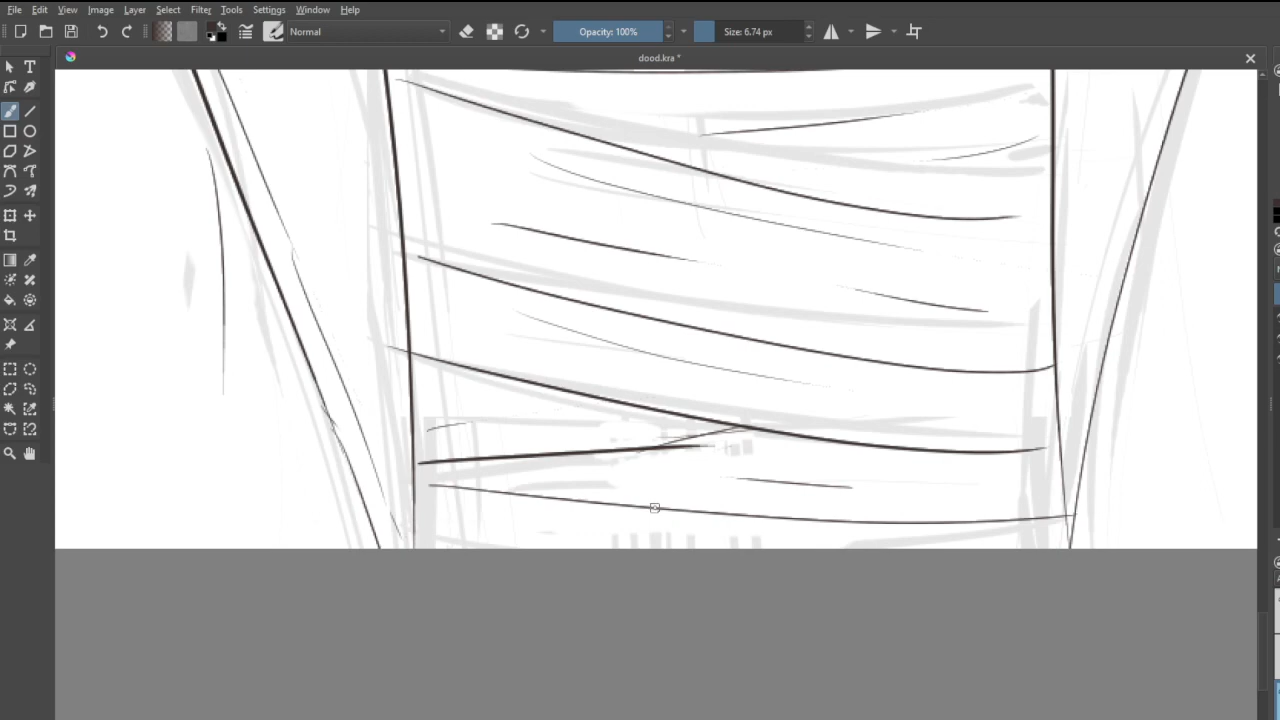 File Edit View Image Layer Select Filter Tools Settings Window Help
Normal Opacity: 100% Size: 6.74 px
dood.kra *